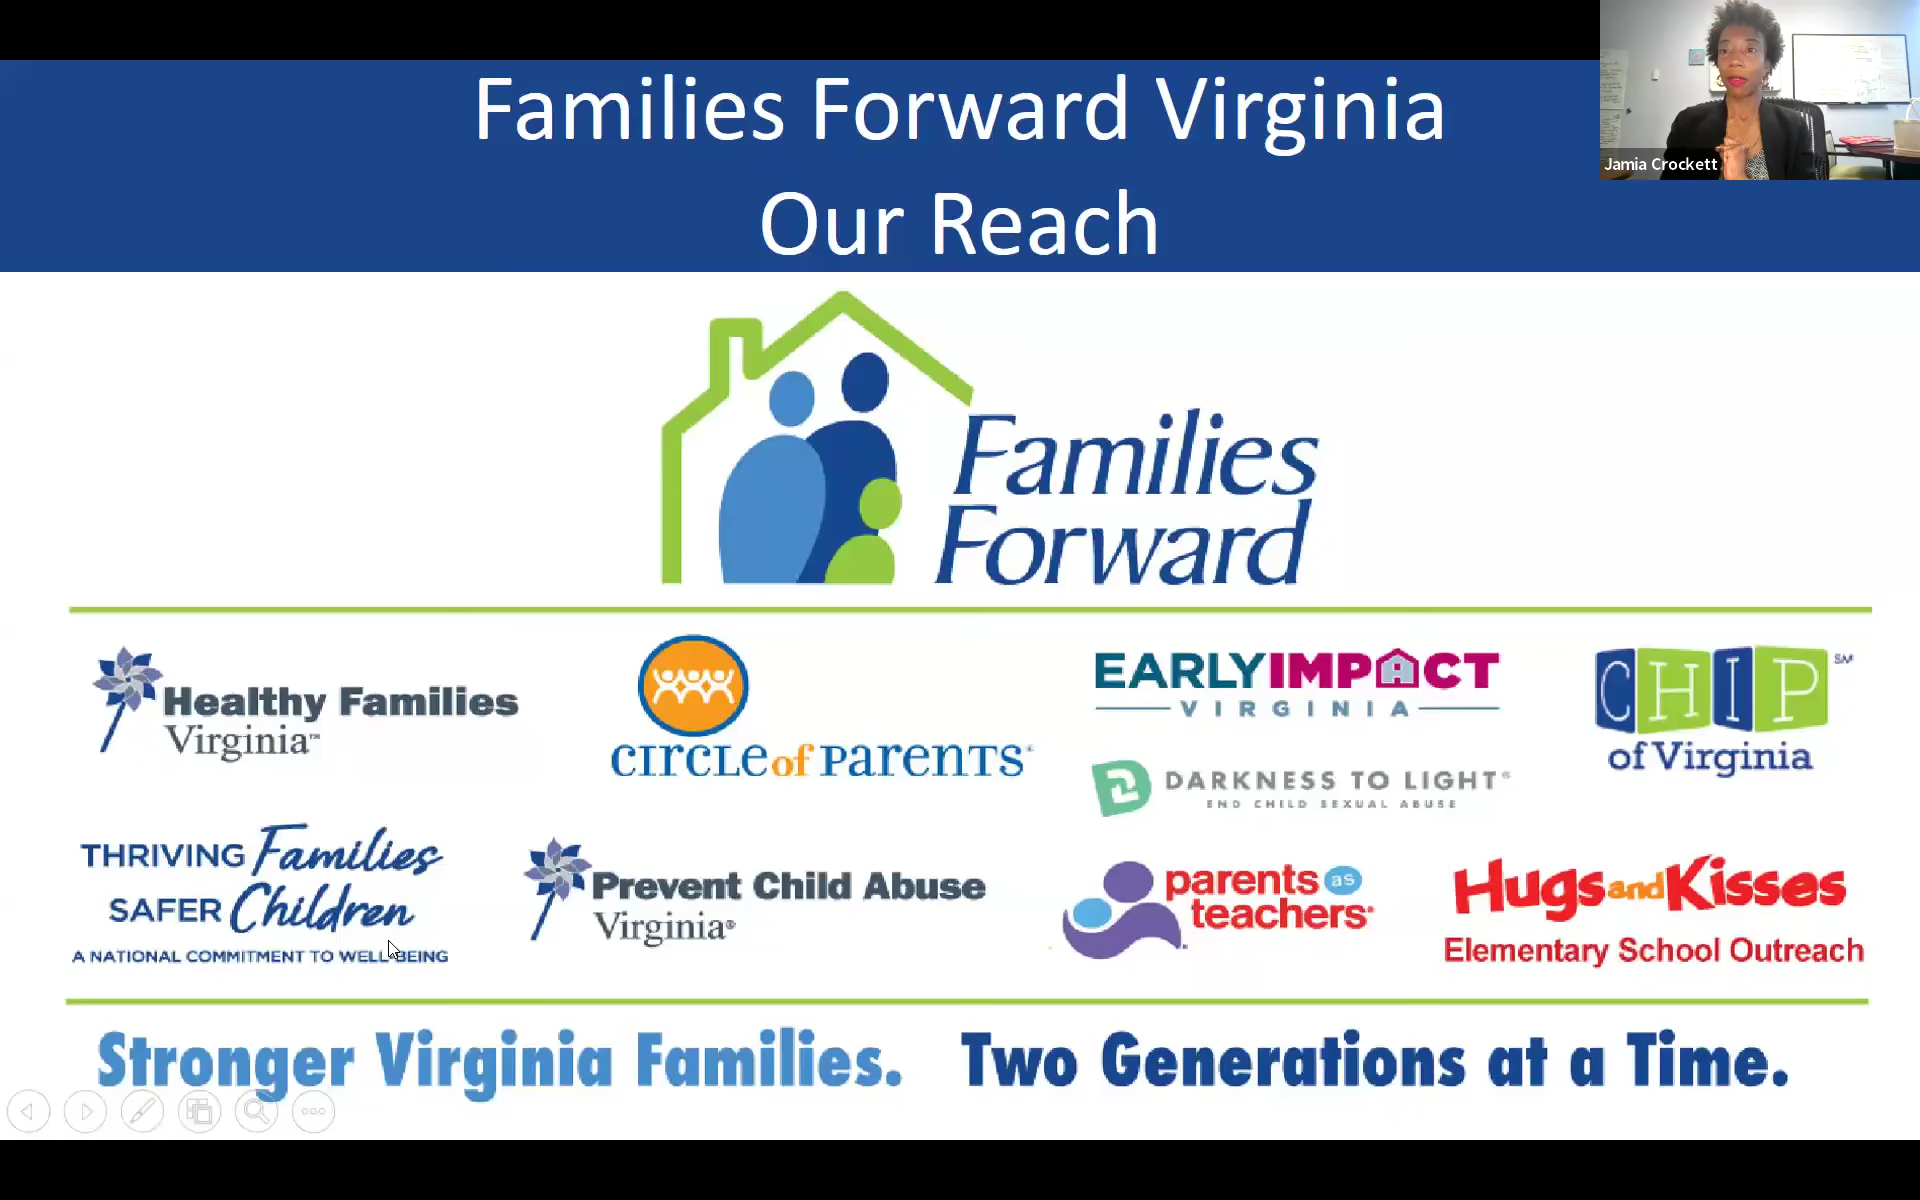 Families Forward Virginia
Our Reach
Jamia Crockett
Families
Forward
Healthy Families
Virginia™
CIRCLE of PARENTS®
EARLY IMPACT
VIRGINIA
DARKNESS TO LIGHT®
END CHILD SEXUAL ABUSE
CHIP SM
of Virginia
THRIVING Families
SAFER Children
A NATIONAL COMMITMENT TO WELL-BEING
Prevent Child Abuse
Virginia®
parents as
teachers®
Hugs and Kisses
Elementary School Outreach
Stronger Virginia Families. Two Generations at a Time.